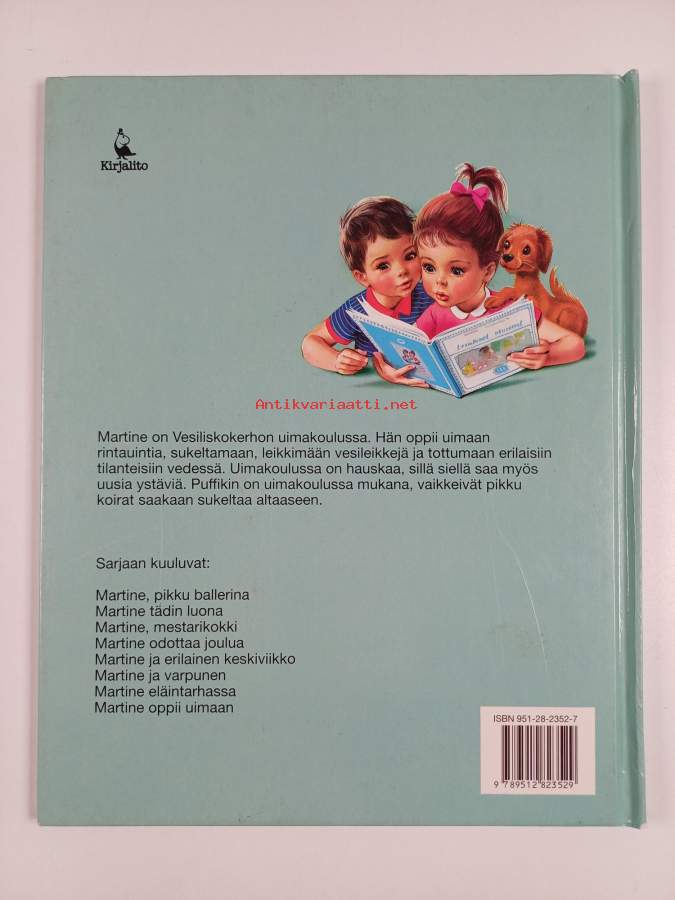 Kirjalito
Antikvariaatti.net
Martine on Vesiliskokerhon uimakoulussa. Hän oppii uimaan
rintauintia, sukeltamaan, leikkimään vesileikkejä ja tottumaan erilaisiin
tilanteisiin vedessä. Uimakoulussa on hauskaa, sillä siellä saa myös
uusia ystäviä. Puffikin on uimakoulussa mukana, vaikkeivät pikku
koirat saakaan sukeltaa altaaseen.
Sarjaan kuuluvat:
Martine, pikku ballerina
Martine tädin luona
Martine, mestarikokki
Martine odottaa joulua
Martine ja erilainen keskiviikko
Martine ja varpunen
Martine eläintarhassa
Martine oppii uimaan
ISBN 951-28-2352-7
9 789512 823529